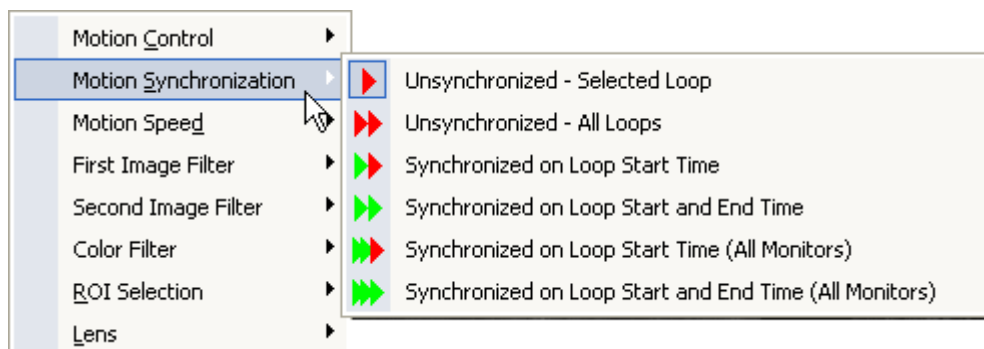 Motion Control
Motion Synchronization
Motion Speed
First Image Filter
Second Image Filter
Color Filter
ROI Selection
Lens
Unsynchronized - Selected Loop
Unsynchronized - All Loops
Synchronized on Loop Start Time
Synchronized on Loop Start and End Time
Synchronized on Loop Start Time (All Monitors)
Synchronized on Loop Start and End Time (All Monitors)